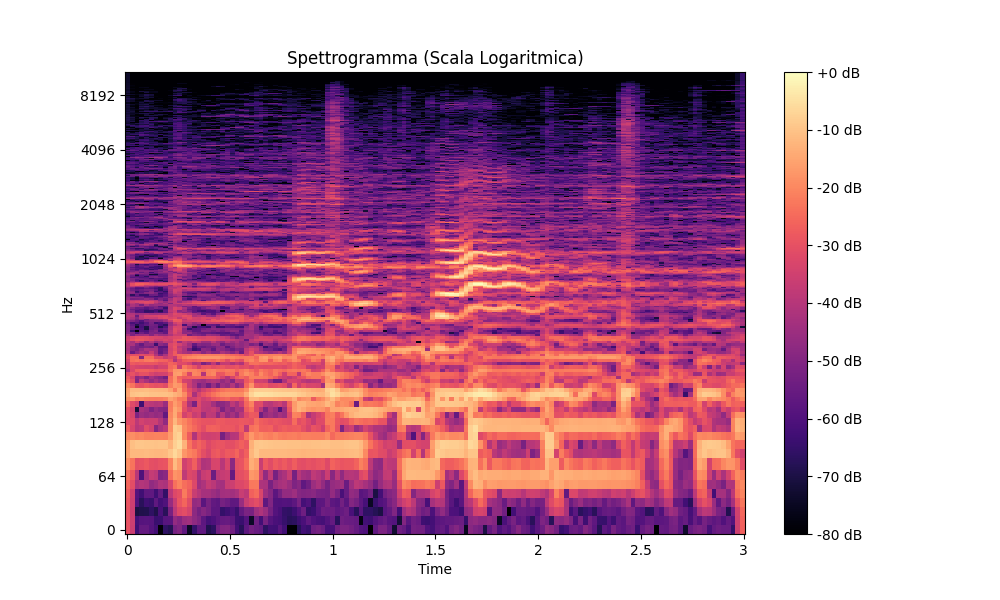 Spettrogramma (Scala Logaritmica)
+0 dB
8192
-10 dB
4096
-20 dB
2048
-30 dB
1024
-40 dB
Hz
512
-50 dB
256
-60 dB
128
-70 dB
64
0
-80 dB
0 0.5 1 1.5 2 2.5 3
Time